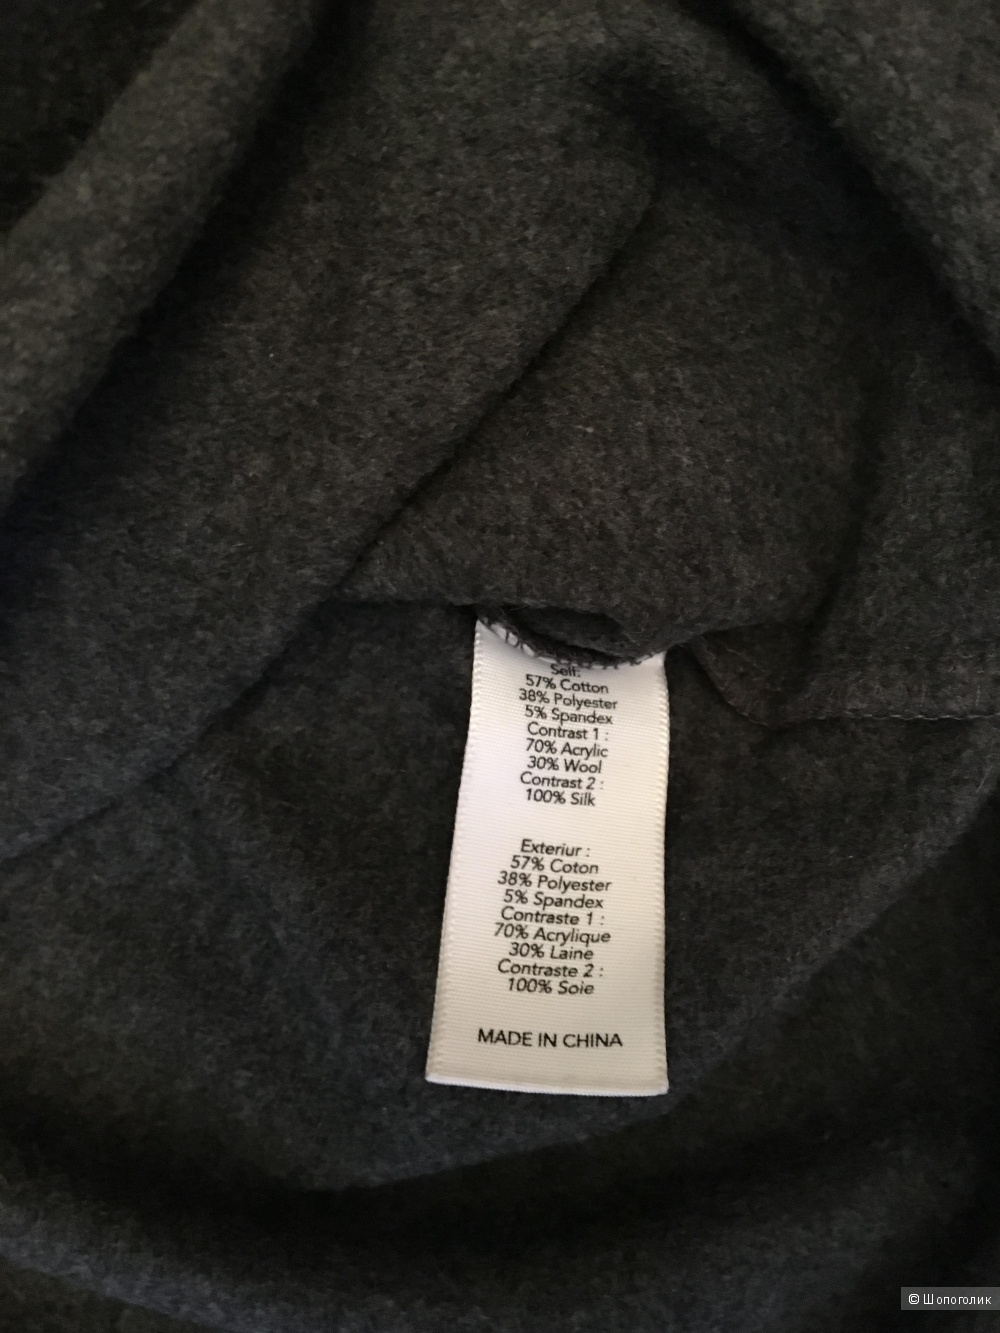 Self:
57% Cotton
38% Polyester
5% Spandex
Contrast 1 :
70% Acrylic
30% Wool
Contrast 2 :
100% Silk
Exteriur :
57% Coton
38% Polyester
5% Spandex
Contraste 1 :
70% Acrylique
30% Laine
Contraste 2 :
100% Soie
MADE IN CHINA
© Шопоголик